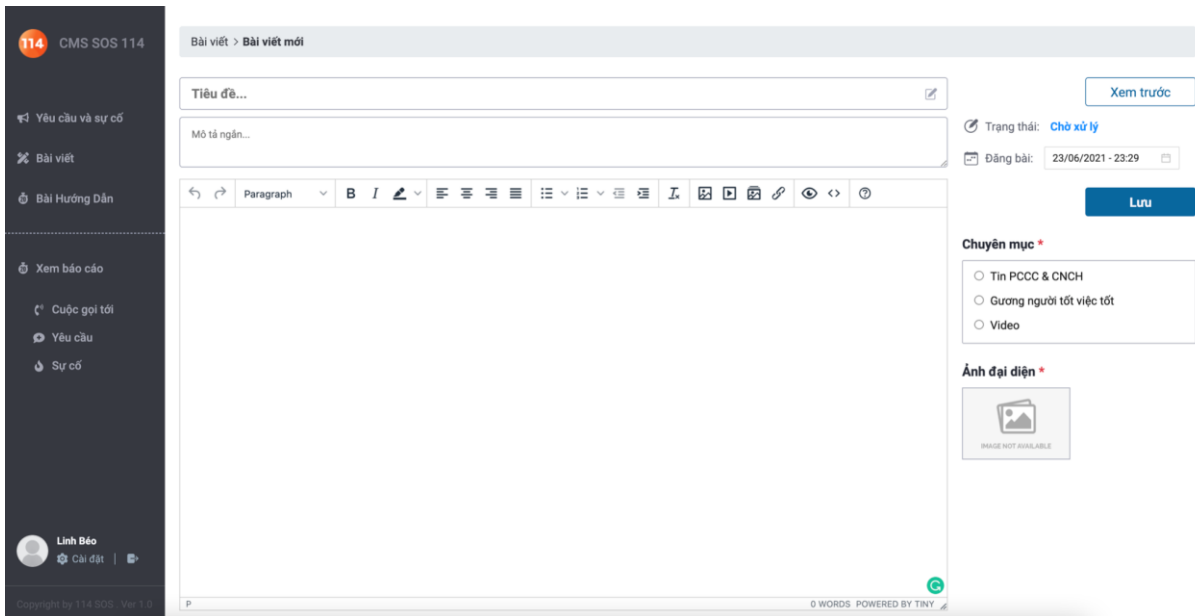 114 CMS SOS 114
Yêu cầu và sự cố
Bài viết
Bài Hướng Dẫn
Xem báo cáo
Cuộc gọi tới
Yêu cầu
Sự cố
Linh Béo
Cài đặt |
Copyright by 114 SOS . Ver 1.0
Bài viết > Bài viết mới
Tiêu đề...
Mô tả ngắn...
Paragraph B I
P
0 WORDS POWERED BY TINY
Xem trước
Trạng thái: Chờ xử lý
Đăng bài: 23/06/2021 - 23:29
Lưu
Chuyên mục *
Tin PCCC & CNCH
Gương người tốt việc tốt
Video
Ảnh đại diện *
IMAGE NOT AVAILABLE